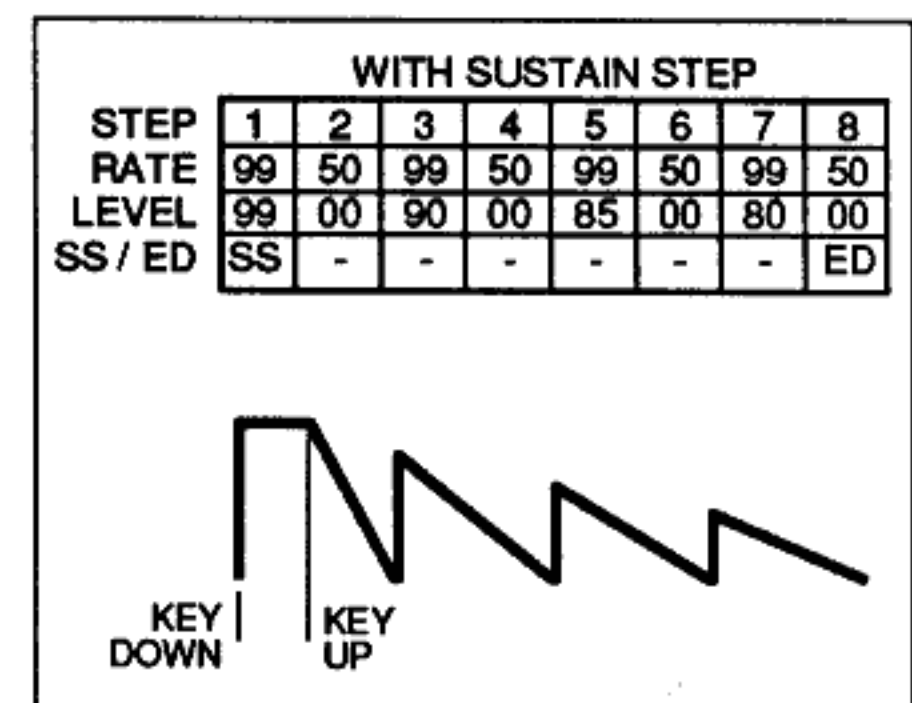 WITH SUSTAIN STEP
STEP 1 2 3 4 5 6 7 8
RATE 99 50 99 50 99 50 99 50
LEVEL 99 00 90 00 85 00 80 00
SS / ED SS - - - - - - ED
KEY DOWN
KEY UP